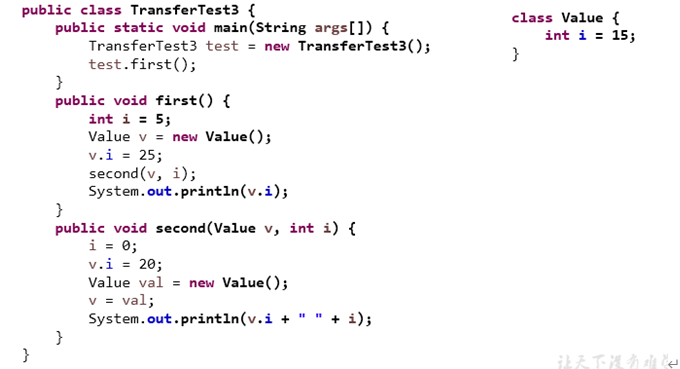 public class TransferTest3 {
    public static void main(String args[]) {
        TransferTest3 test = new TransferTest3();
        test.first();
    }
    public void first() {
        int i = 5;
        Value v = new Value();
        v.i = 25;
        second(v, i);
        System.out.println(v.i);
    }
    public void second(Value v, int i) {
        i = 0;
        v.i = 20;
        Value val = new Value();
        v = val;
        System.out.println(v.i + " " + i);
    }
}
class Value {
    int i = 15;
}
让天下没有难